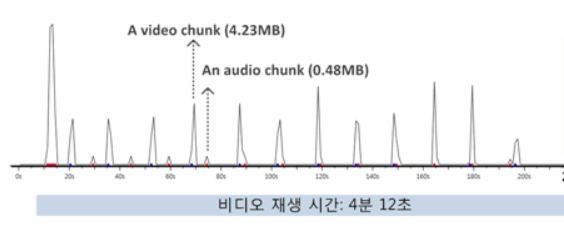 A video chunk (4.23MB)
An audio chunk (0.48MB)
0s 20s 40s 60s 80s 100s 120s 140s 160s 180s 200s
비디오 재생 시간: 4분 12초